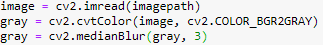 image = cv2.imread(imagepath)
gray = cv2.cvtColor(image, cv2.COLOR_BGR2GRAY)
gray = cv2.medianBlur(gray, 3)